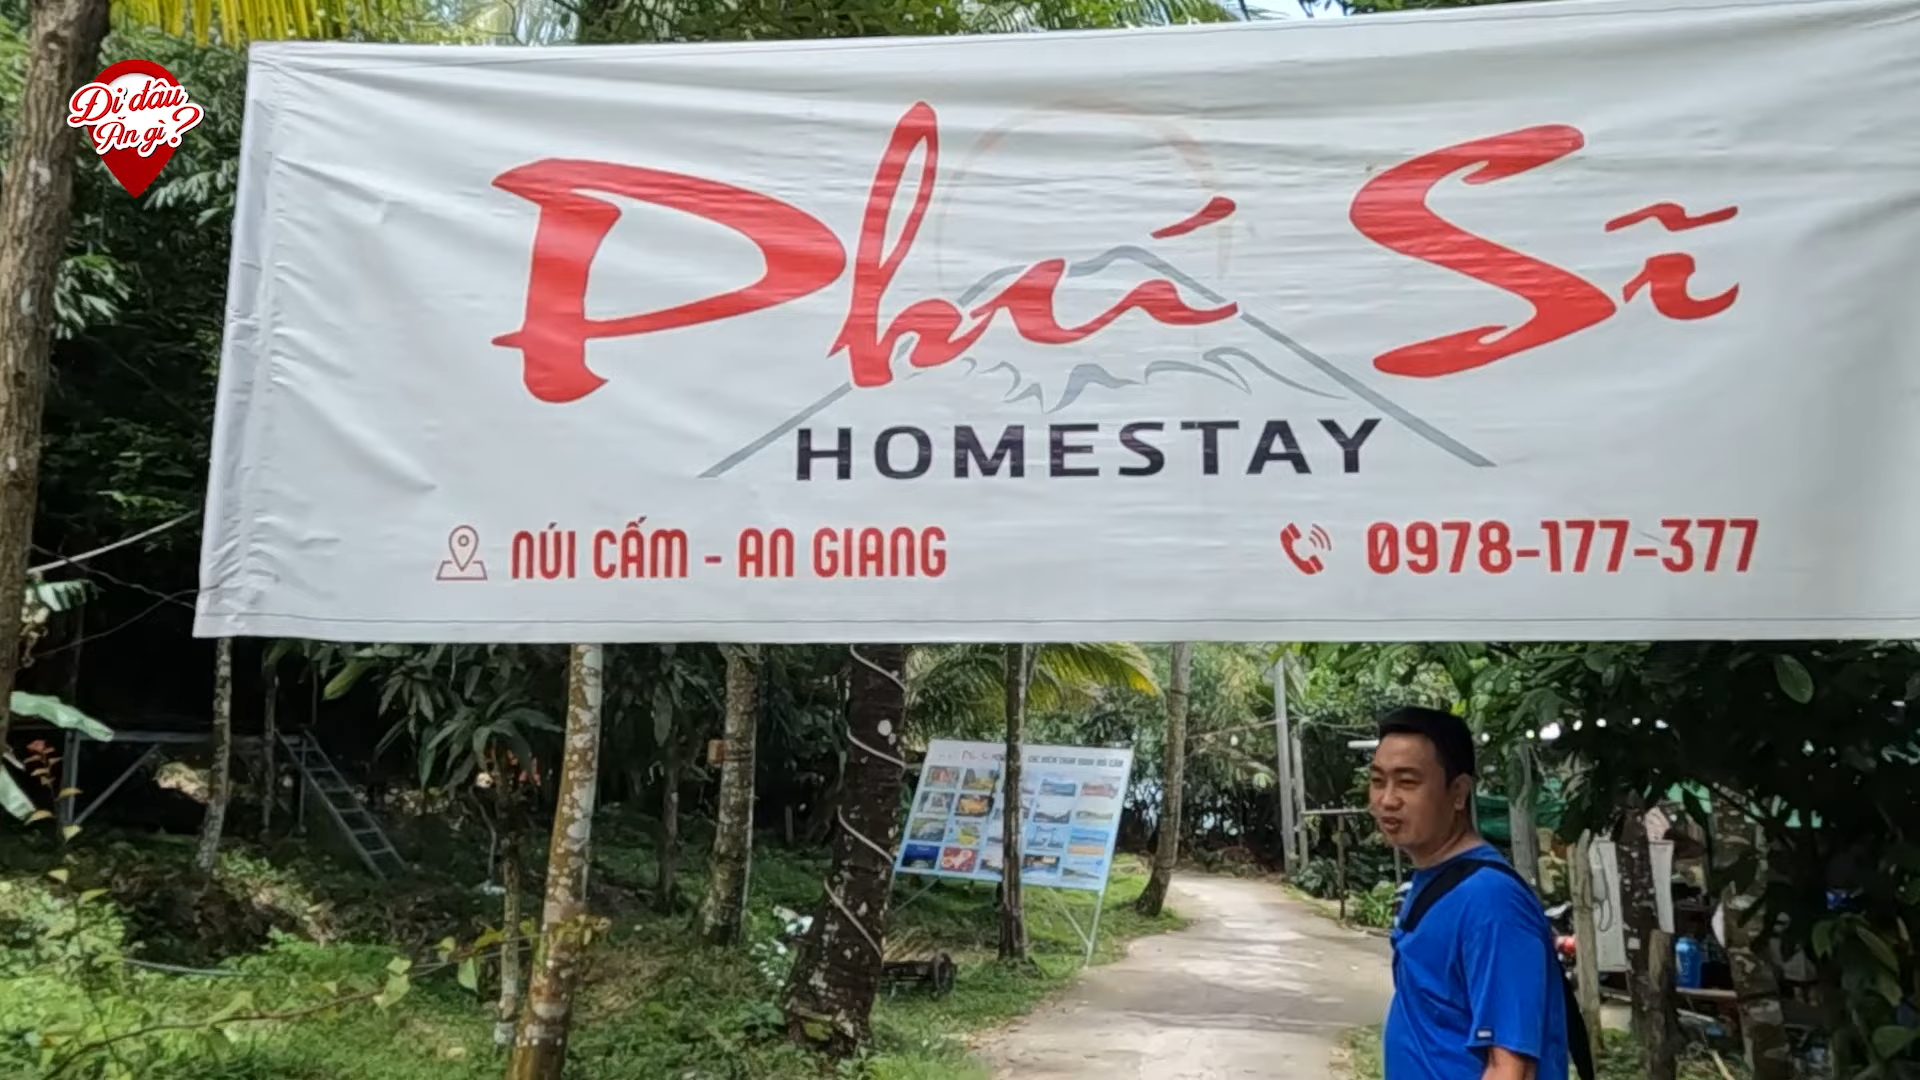 Đi đâu
Ăn gì?
Phú Sĩ
HOMESTAY
NÚI CẤM - AN GIANG
0978-177-377